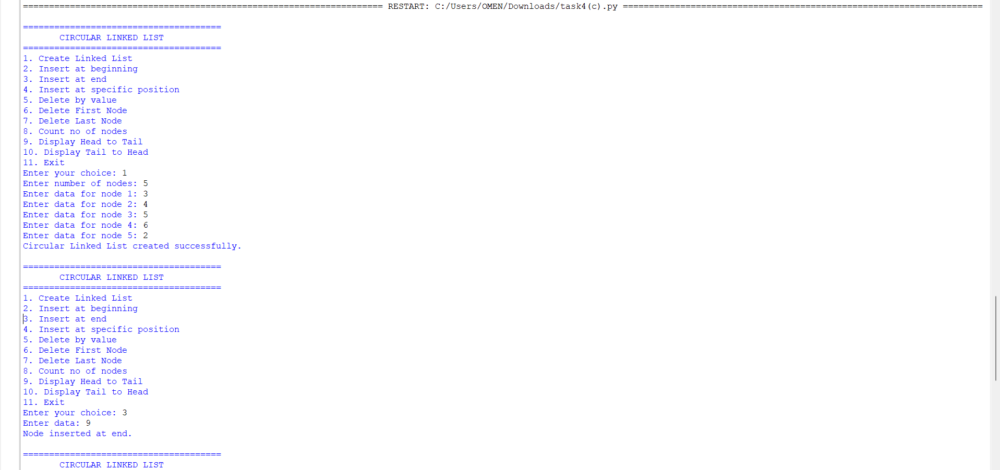 ===================================================================== RESTART: C:/Users/OMEN/Downloads/task4(c).py =====================================================================
======================================
CIRCULAR LINKED LIST
======================================
1. Create Linked List
2. Insert at beginning
3. Insert at end
4. Insert at specific position
5. Delete by value
6. Delete First Node
7. Delete Last Node
8. Count no of nodes
9. Display Head to Tail
10. Display Tail to Head
11. Exit
Enter your choice: 1
Enter number of nodes: 5
Enter data for node 1: 3
Enter data for node 2: 4
Enter data for node 3: 5
Enter data for node 4: 6
Enter data for node 5: 2
Circular Linked List created successfully.
======================================
CIRCULAR LINKED LIST
======================================
1. Create Linked List
2. Insert at beginning
3. Insert at end
4. Insert at specific position
5. Delete by value
6. Delete First Node
7. Delete Last Node
8. Count no of nodes
9. Display Head to Tail
10. Display Tail to Head
11. Exit
Enter your choice: 3
Enter data: 9
Node inserted at end.
======================================
CIRCULAR LINKED LIST